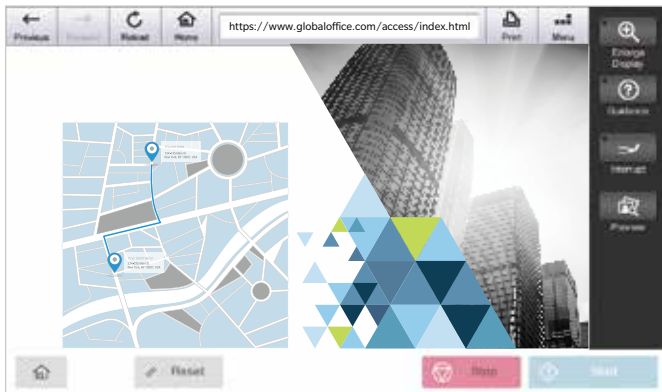 Previous
Reload
Home
https://www.globaloffice.com/access/index.html
Print
Menu
Enlarge
Display
Guidance
Interrupt
Preview
Reset
Stop
Start